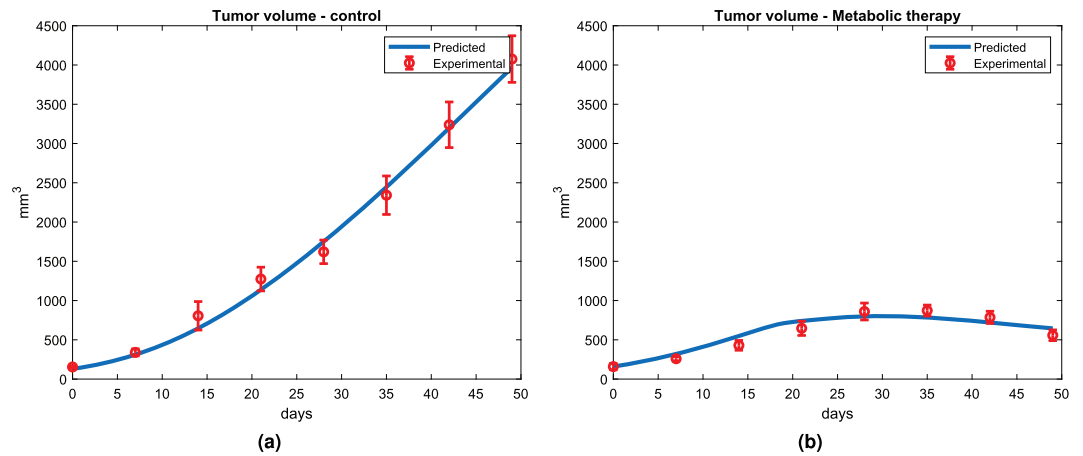 Tumor volume - control
4500
4000
3500
3000
2500
2000
1500
1000
500
0
mm3
0 5 10 15 20 25 30 35 40 45 50
days
Predicted
Experimental
(a)
Tumor volume - Metabolic therapy
4500
4000
3500
3000
2500
2000
1500
1000
500
0
mm3
0 5 10 15 20 25 30 35 40 45 50
days
Predicted
Experimental
(b)